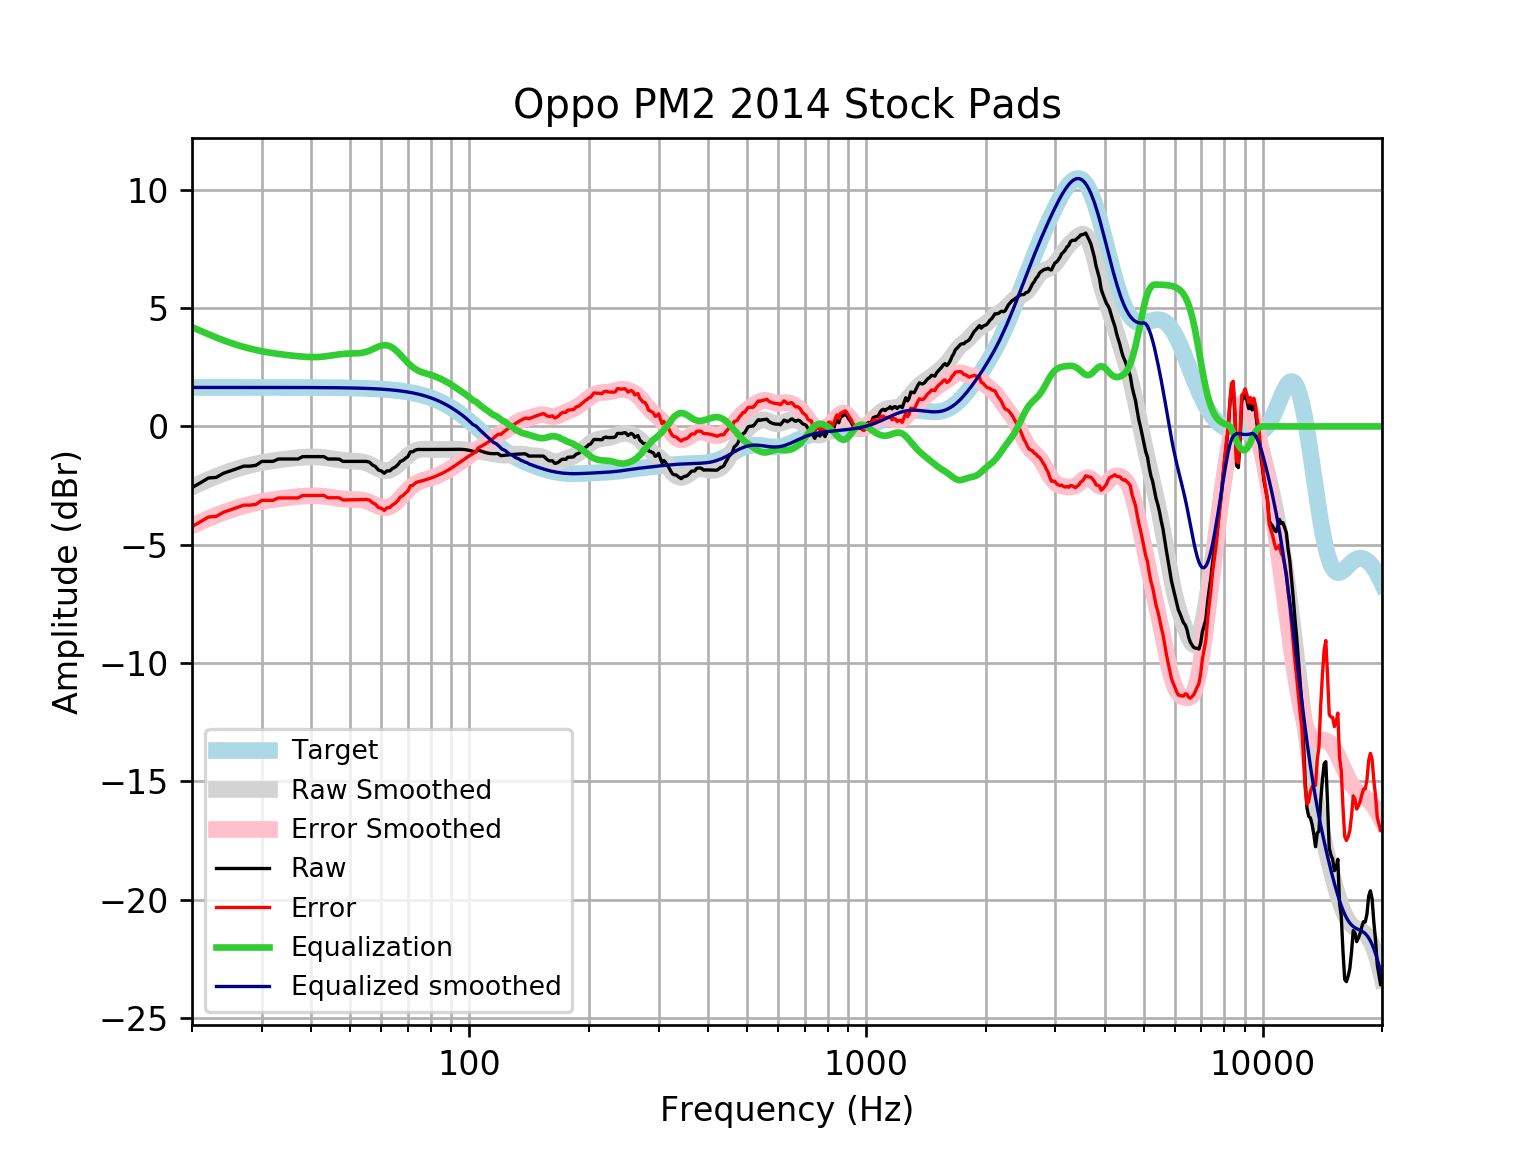 Oppo PM2 2014 Stock Pads
10
5
0
−5
−10
−15
−20
−25
Amplitude (dBr)
Target
Raw Smoothed
Error Smoothed
Raw
Error
Equalization
Equalized smoothed
100 1000 10000
Frequency (Hz)